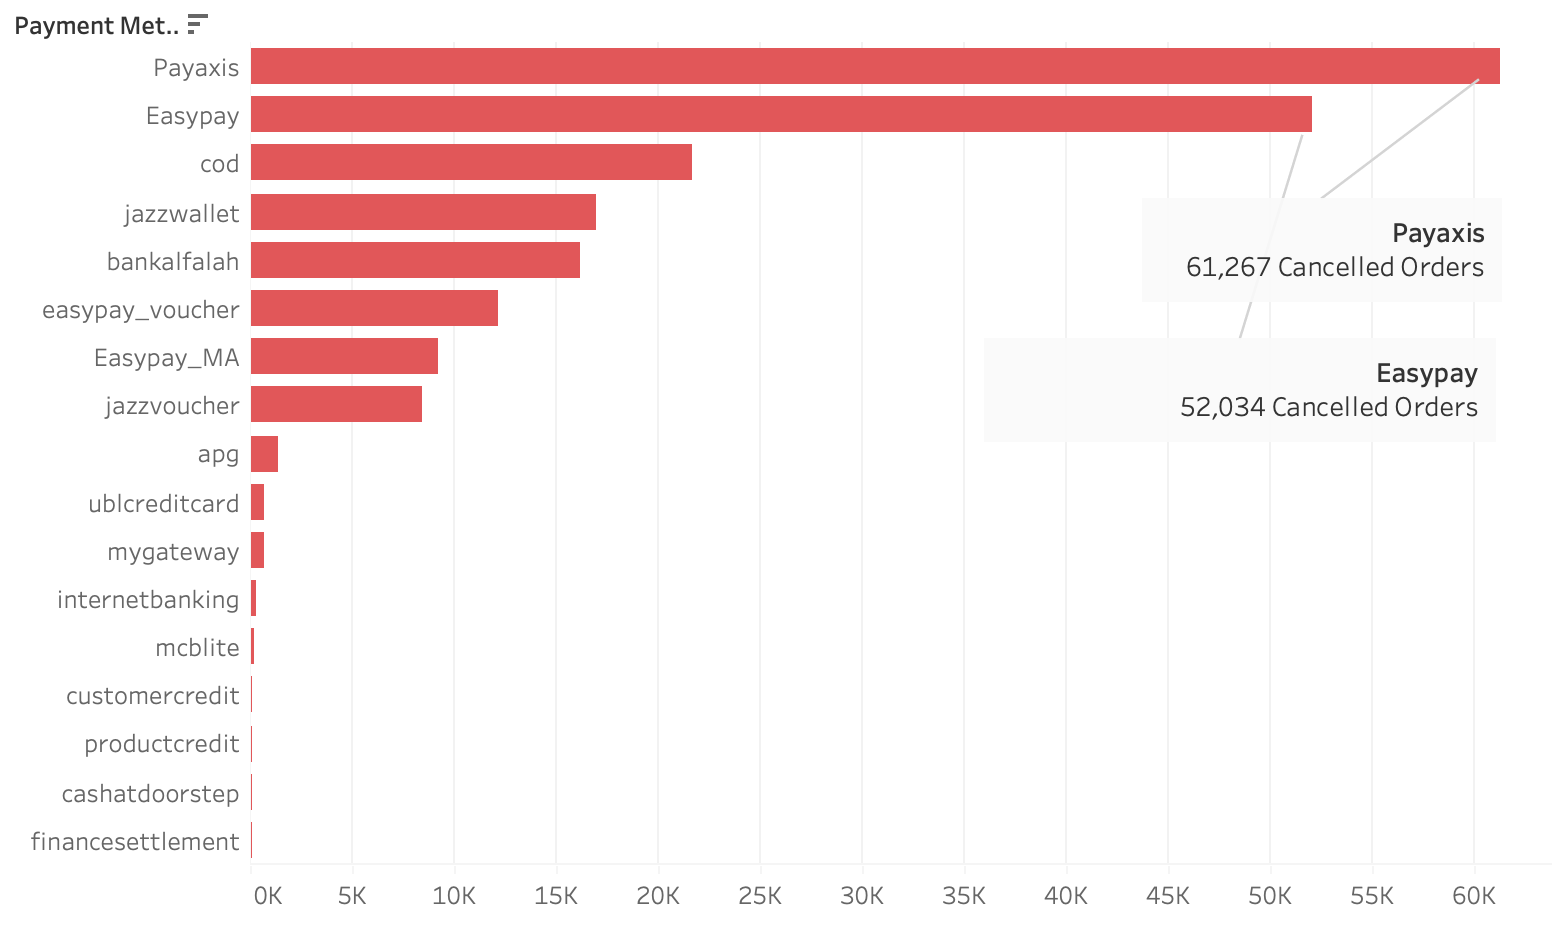 Payment Met..
Payaxis
Easypay
cod
jazzwallet
bankalfalah
easypay_voucher
Easypay_MA
jazzvoucher
apg
ublcreditcard
mygateway
internetbanking
mcblite
customercredit
productcredit
cashatdoorstep
financesettlement
Payaxis
61,267 Cancelled Orders
Easypay
52,034 Cancelled Orders
0K 5K 10K 15K 20K 25K 30K 35K 40K 45K 50K 55K 60K